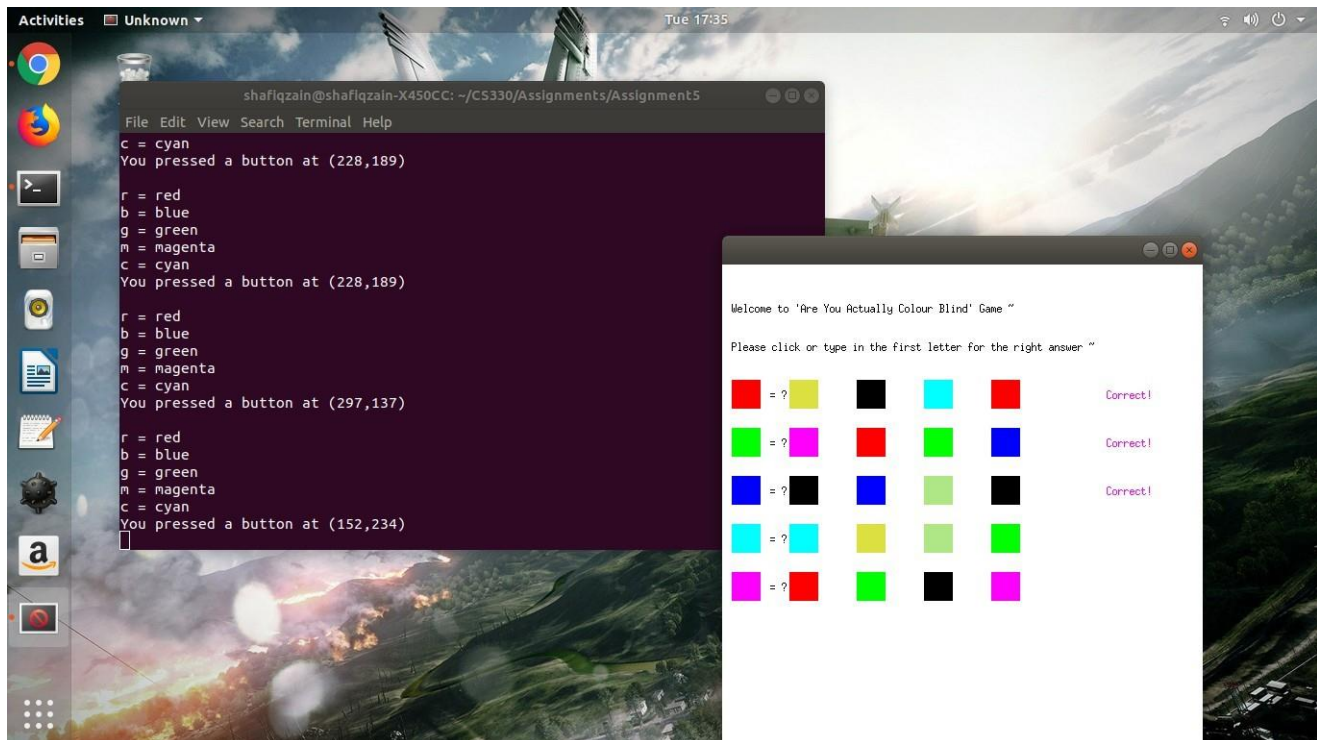 Activities Unknown Tue 17:35
shafiqzain@shafiqzain-X450CC: ~/CS330/Assignments/Assignment5
File Edit View Search Terminal Help
c = cyan
You pressed a button at (228,189)
r = red
b = blue
g = green
m = magenta
c = cyan
You pressed a button at (228,189)
r = red
b = blue
g = green
m = magenta
c = cyan
You pressed a button at (297,137)
r = red
b = blue
g = green
m = magenta
c = cyan
You pressed a button at (152,234)
Welcome to 'Are You Actually Colour Blind' Game ~
Please click or type in the first letter for the right answer ~
= ? Correct!
= ? Correct!
= ? Correct!
= ?
= ?